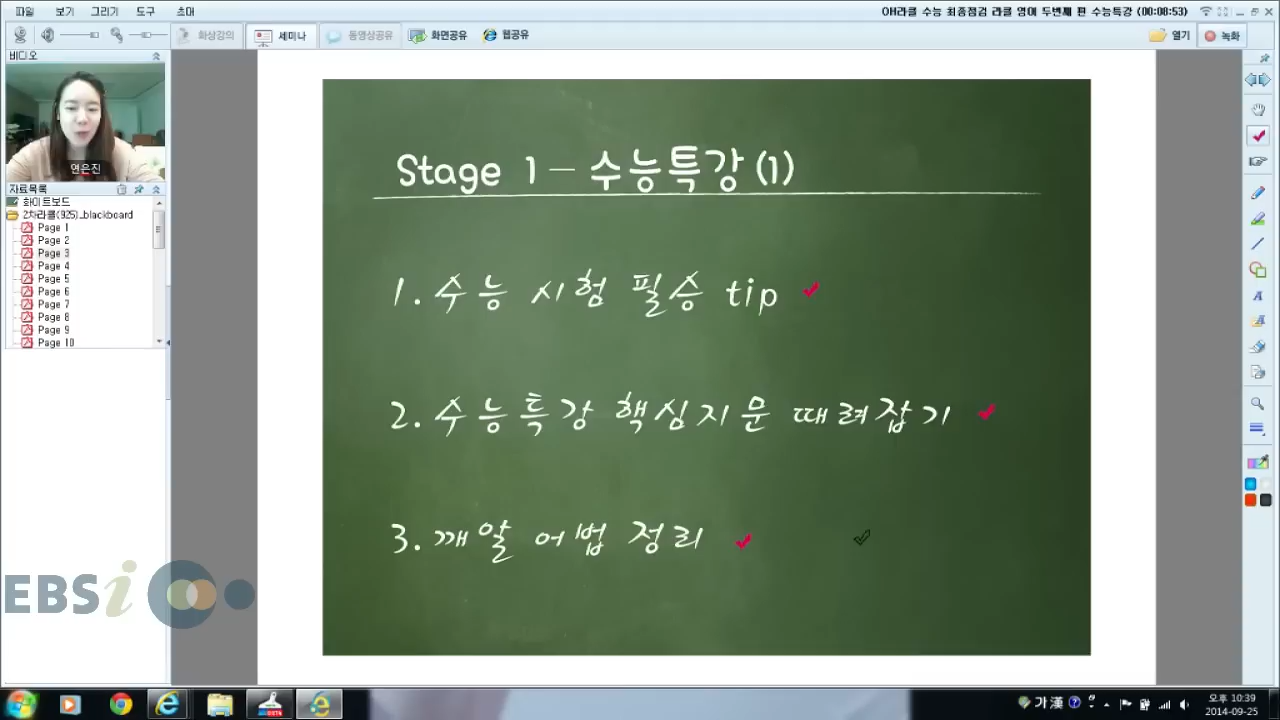 파일 보기 그리기 도구 초대
OH라클 수능 최종점검 라클 영어 두번째 편 수능특강 (00:08:53)
화상강의 세미나 동영상공유 화면공유 웹공유 열기 녹화
비디오
연은진
자료목록
화이트보드
2차라클(925)_blackboard
Page 1
Page 2
Page 3
Page 4
Page 5
Page 6
Page 7
Page 8
Page 9
Page 10
Stage 1 – 수능특강 (1)
1. 수능 시험 필승 tip
2. 수능특강 핵심지문 때려잡기
3. 깨알 어법 정리
EBSi
가 漢
오후 10:39
2014-09-25